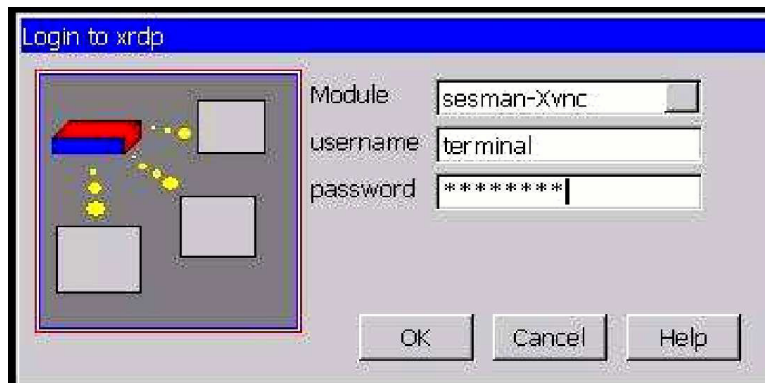 Login to xrdp
Module sesman-Xvnc
username terminal
password ********
OK Cancel Help